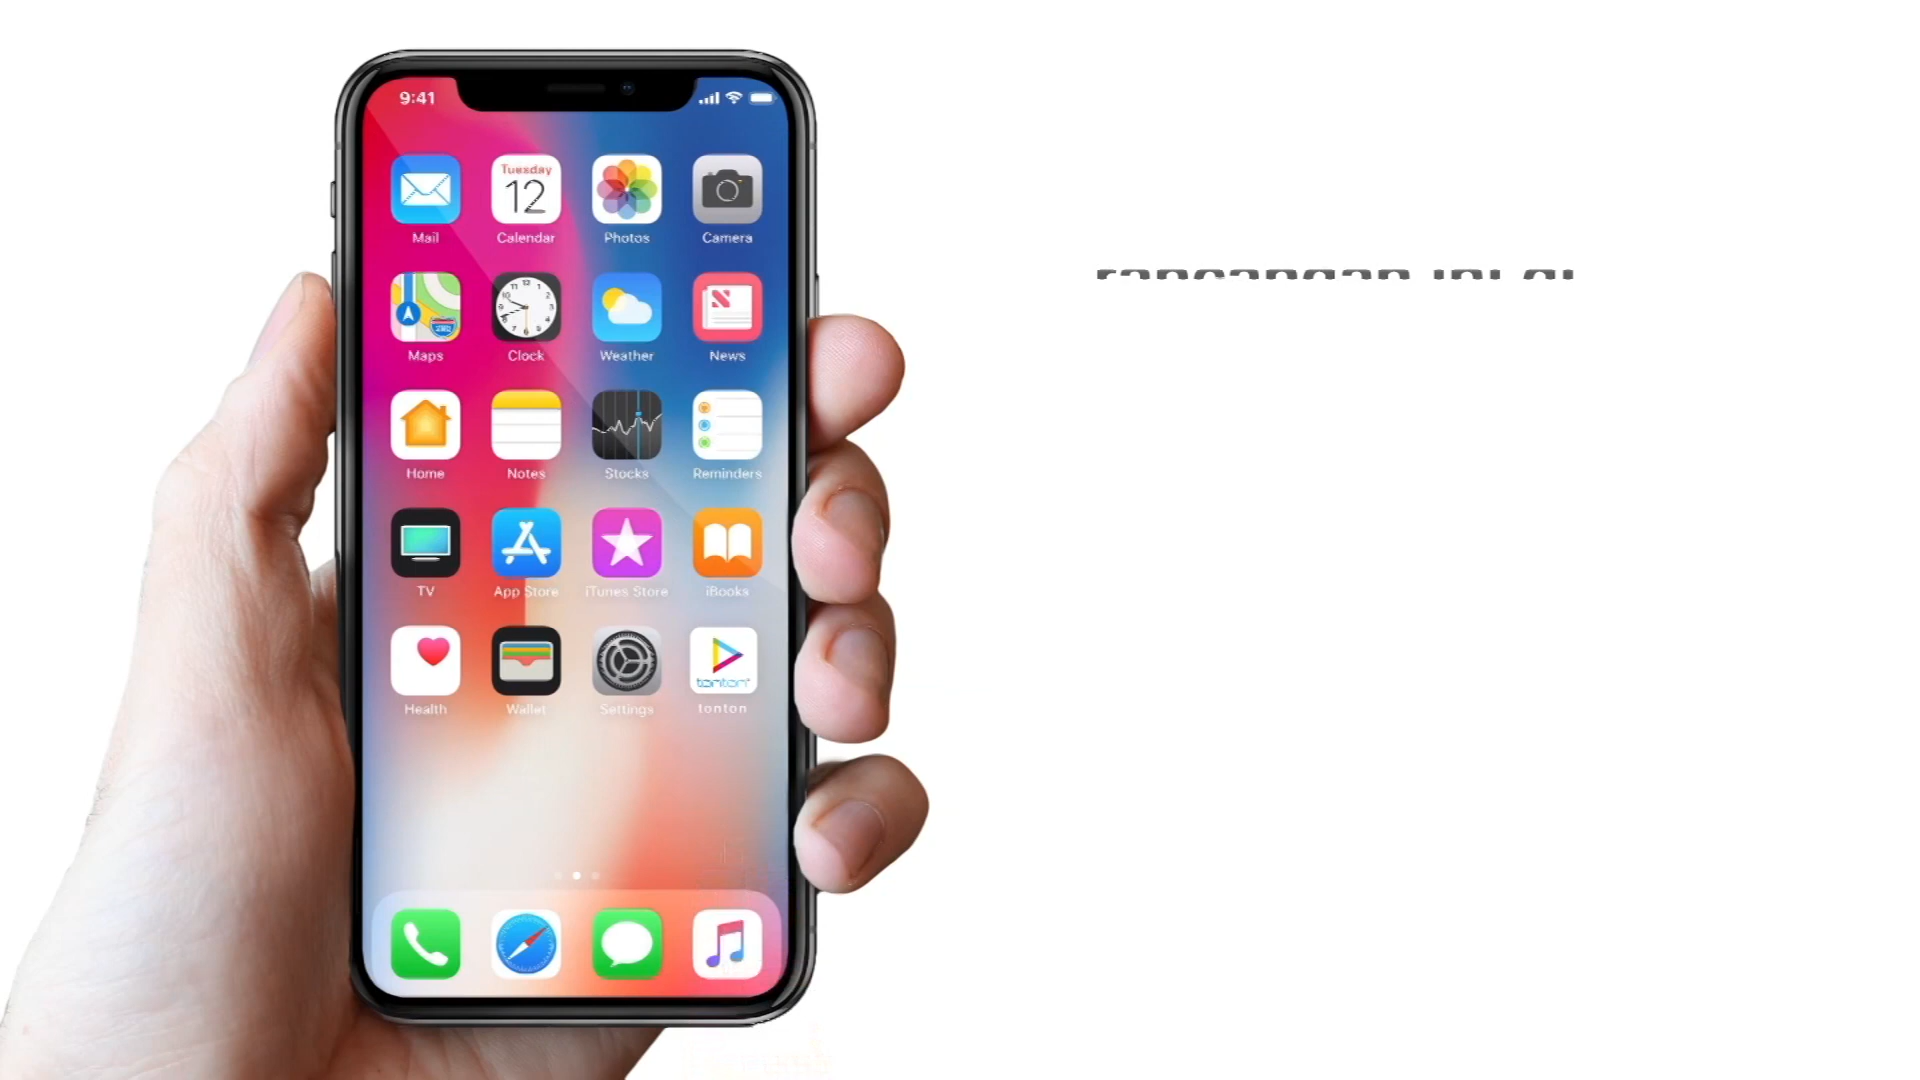 9:41
Tuesday
12
Mail
Calendar
Photos
Camera
280
Maps
Clock
Weather
News
Home
Notes
Stocks
Reminders
TV
App Store
iTunes Store
iBooks
tonton
Health
Wallet
Settings
tonton